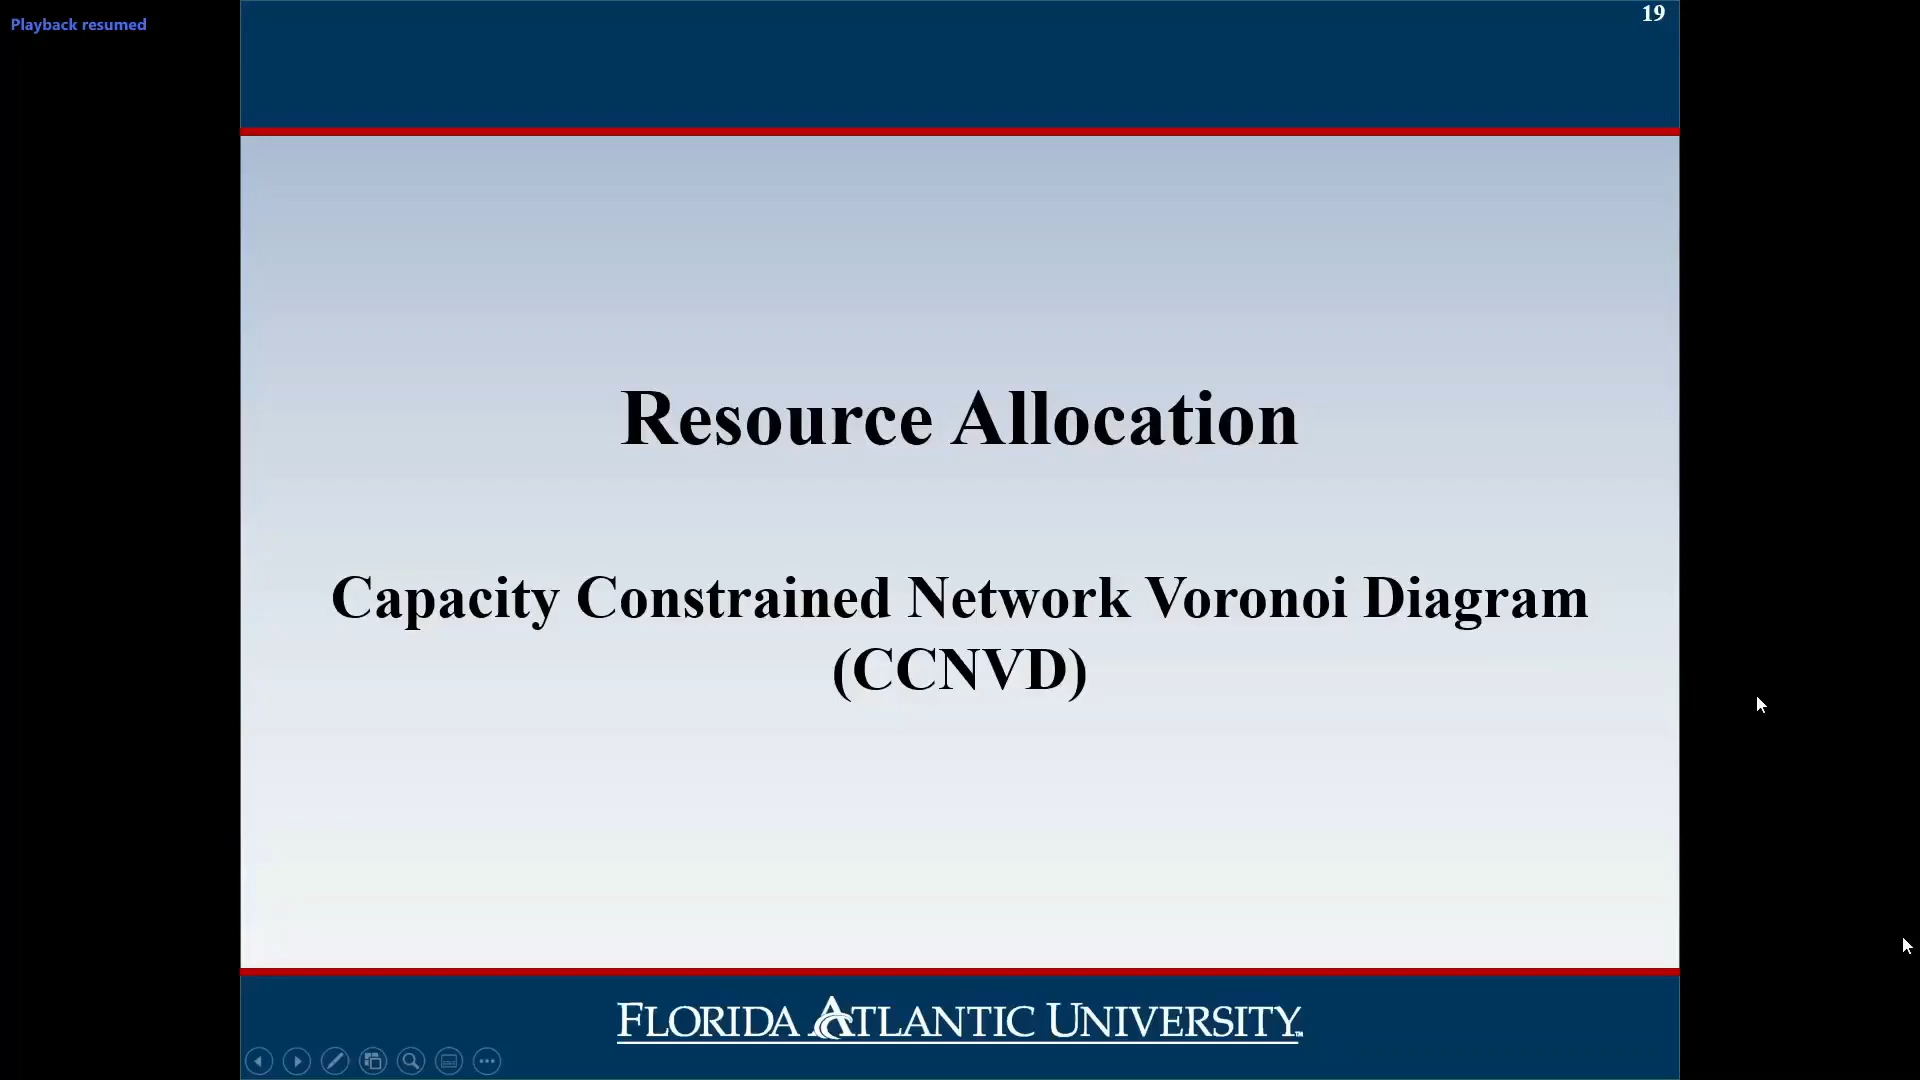 Playback resumed
19
Resource Allocation
Capacity Constrained Network Voronoi Diagram
(CCNVD)
FLORIDA ATLANTIC UNIVERSITY